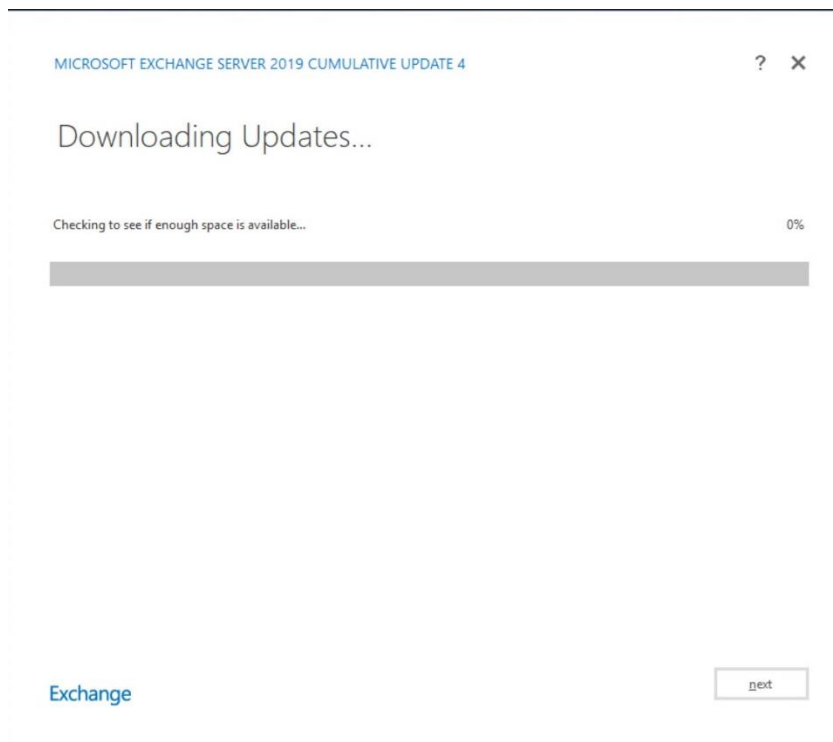 MICROSOFT EXCHANGE SERVER 2019 CUMULATIVE UPDATE 4 ?
Downloading Updates...
Checking to see if enough space is available... 0%
Exchange next